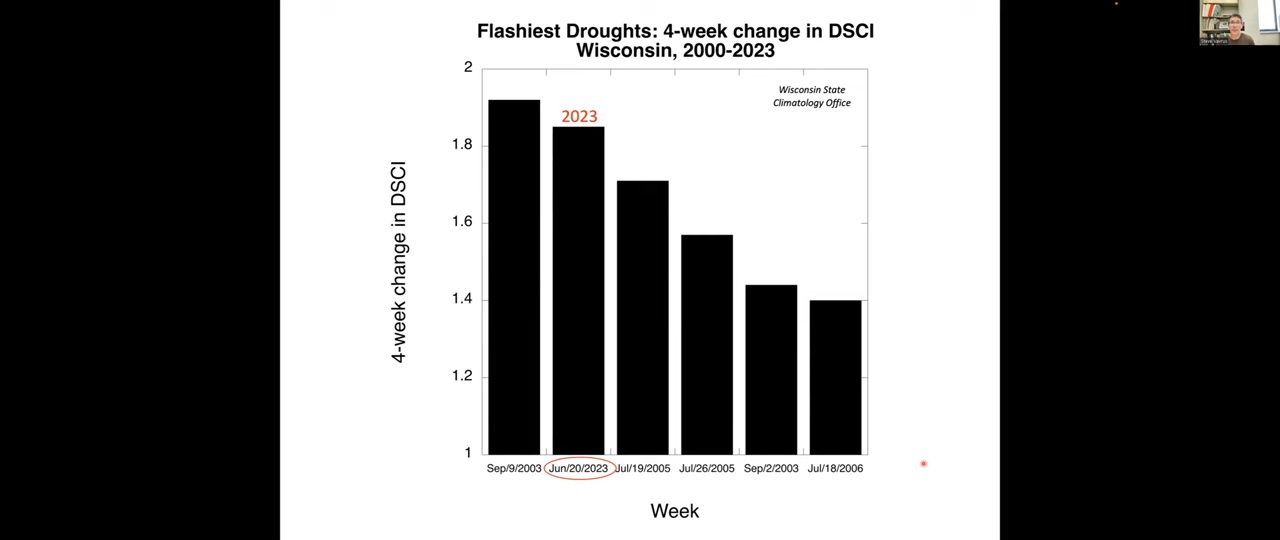 Flashiest Droughts: 4-week change in DSCI
Wisconsin, 2000-2023
Wisconsin State
Climatology Office
2023
4-week change in DSCI
2
1.8
1.6
1.4
1.2
1
Sep/9/2003 Jun/20/2023 Jul/19/2005 Jul/26/2005 Sep/2/2003 Jul/18/2006
Week
Steve Vavrus